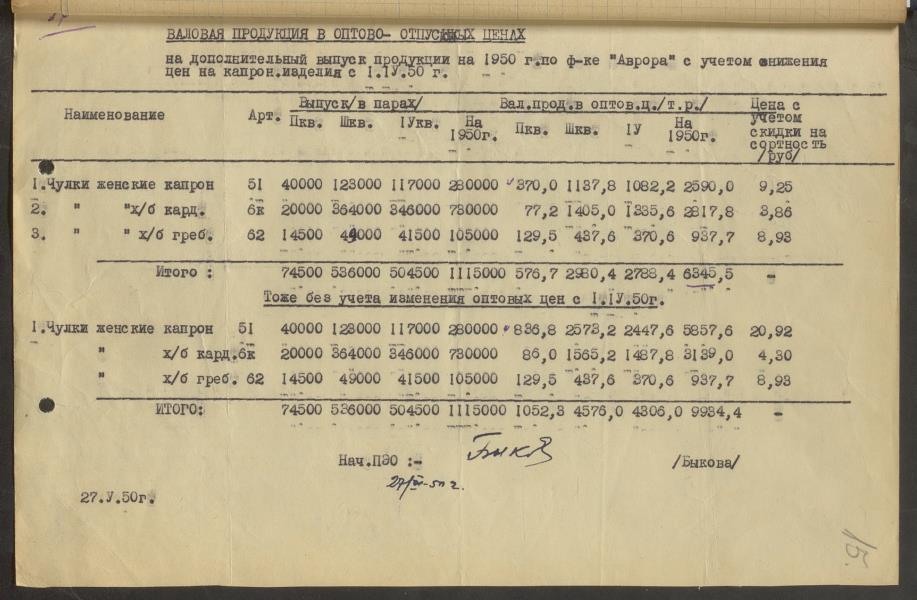 ВАЛОВАЯ ПРОДУКЦИЯ В ОПТОВО- ОТПУСКНЫХ ЦЕНАХ
на дополнительный выпуск продукции на 1950 г.по ф-ке "Аврора" с учетом снижения
цен на капрон.изделия с I.IУ.50 г.
Наименование Арт. Выпуск/в парах/ Вал.прод.в оптов.ц./т.р./ Цена с
учетом
скидки на
сортность
/руб/
Пкв. Шкв. IУкв. На 1950г. Пкв. Шкв. IУ На 1950г.
I.Чулки женские капрон 5I 40000 123000 117000 280000 370,0 1137,8 1082,2 2590,0 9,25
2. " "х/б кард. 6к 20000 364000 346000 730000 77,2 1405,0 1335,6 2817,8 3,86
3. " " х/б греб. 62 14500 49000 41500 105000 129,5 437,6 370,6 937,7 8,93
Итого : 74500 536000 504500 1115000 576,7 2980,4 2788,4 6345,5 -
Тоже без учета изменения оптовых цен с I.IУ.50г.
I.Чулки женские капрон 5I 40000 123000 117000 280000 836,8 2573,2 2447,6 5857,6 20,92
" х/б кард.6к 20000 364000 346000 730000 86,0 1565,2 1487,8 3139,0 4,30
" х/б греб. 62 14500 49000 41500 105000 129,5 437,6 370,6 937,7 8,93
ИТОГО: 74500 536000 504500 1115000 1052,3 4576,0 4306,0 9934,4 -
Нач.ПЭО :- Быков /Быкова/
27.У.50г.
15.